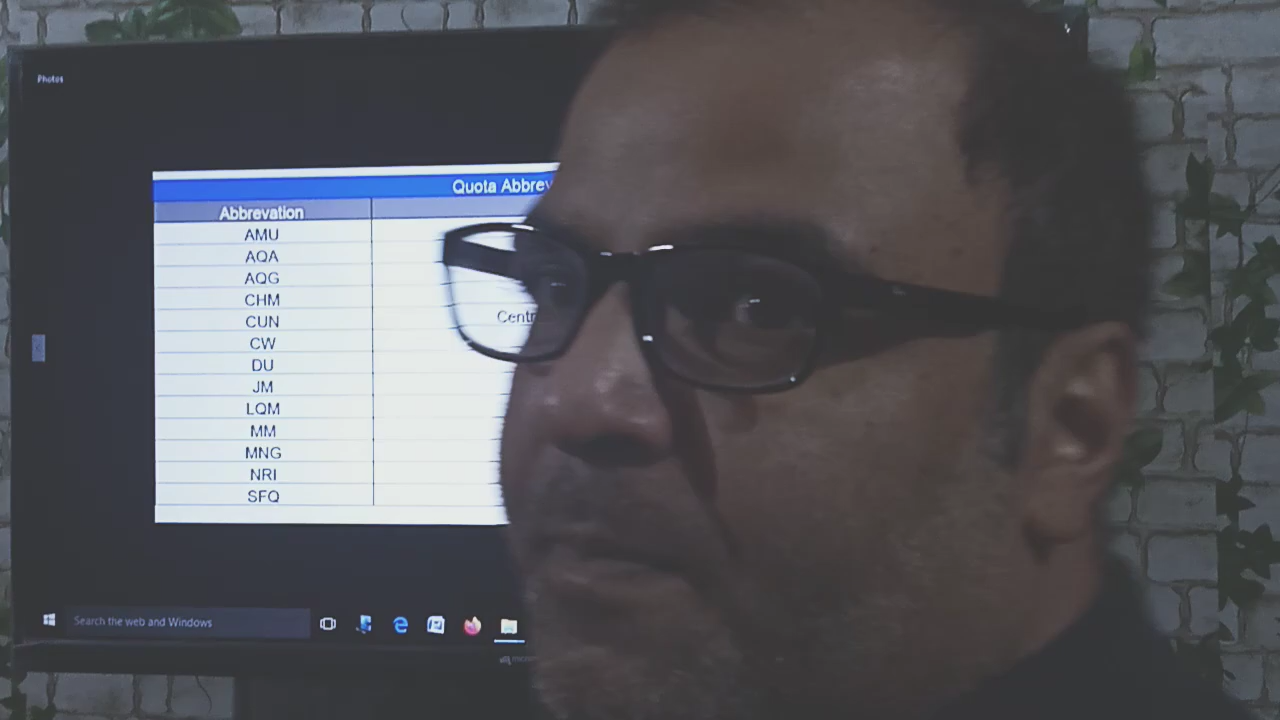 Photos
Quota Abbrev
Abbrevation
AMU
AQA
AQG
CHM
CUN
Centr
CW
DU
JM
LQM
MM
MNG
NRI
SFQ
Search the web and Windows